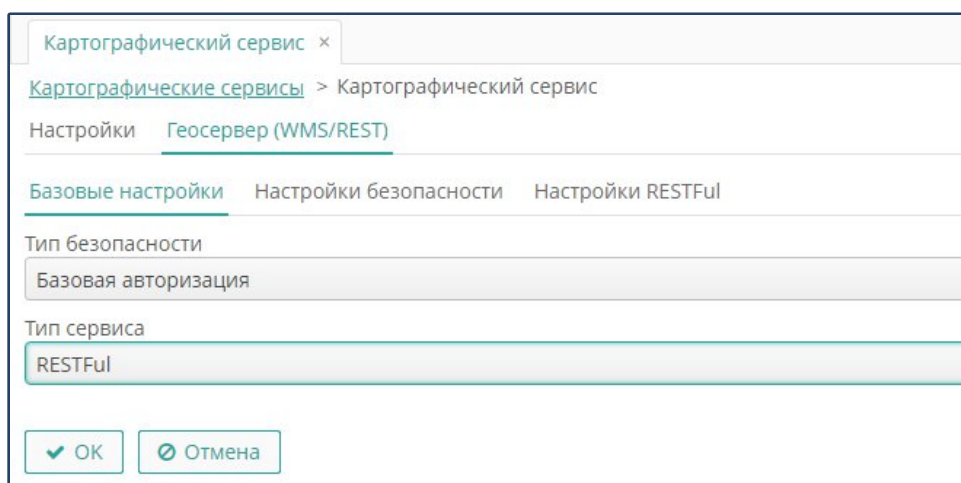 Картографический сервис ×
Картографические сервисы > Картографический сервис
Настройки Геосервер (WMS/REST)
Базовые настройки Настройки безопасности Настройки RESTFul
Тип безопасности
Базовая авторизация
Тип сервиса
RESTFul
OK Отмена